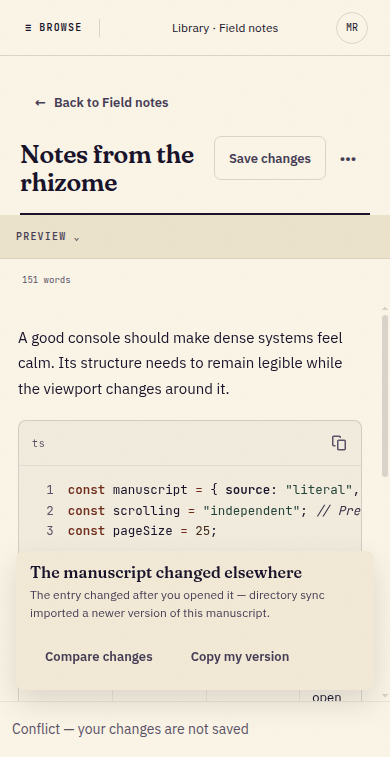 ≡ BROWSE
Library · Field notes
MR
← Back to Field notes
Notes from the
rhizome
Save changes
•••
PREVIEW ⌄
151 words
A good console should make dense systems feel
calm. Its structure needs to remain legible while
the viewport changes around it.
ts
1 const manuscript = { source: "literal",
2 const scrolling = "independent"; // Pre
3 const pageSize = 25;
The manuscript changed elsewhere
The entry changed after you opened it — directory sync
imported a newer version of this manuscript.
Compare changes
Copy my version
open
Conflict — your changes are not saved